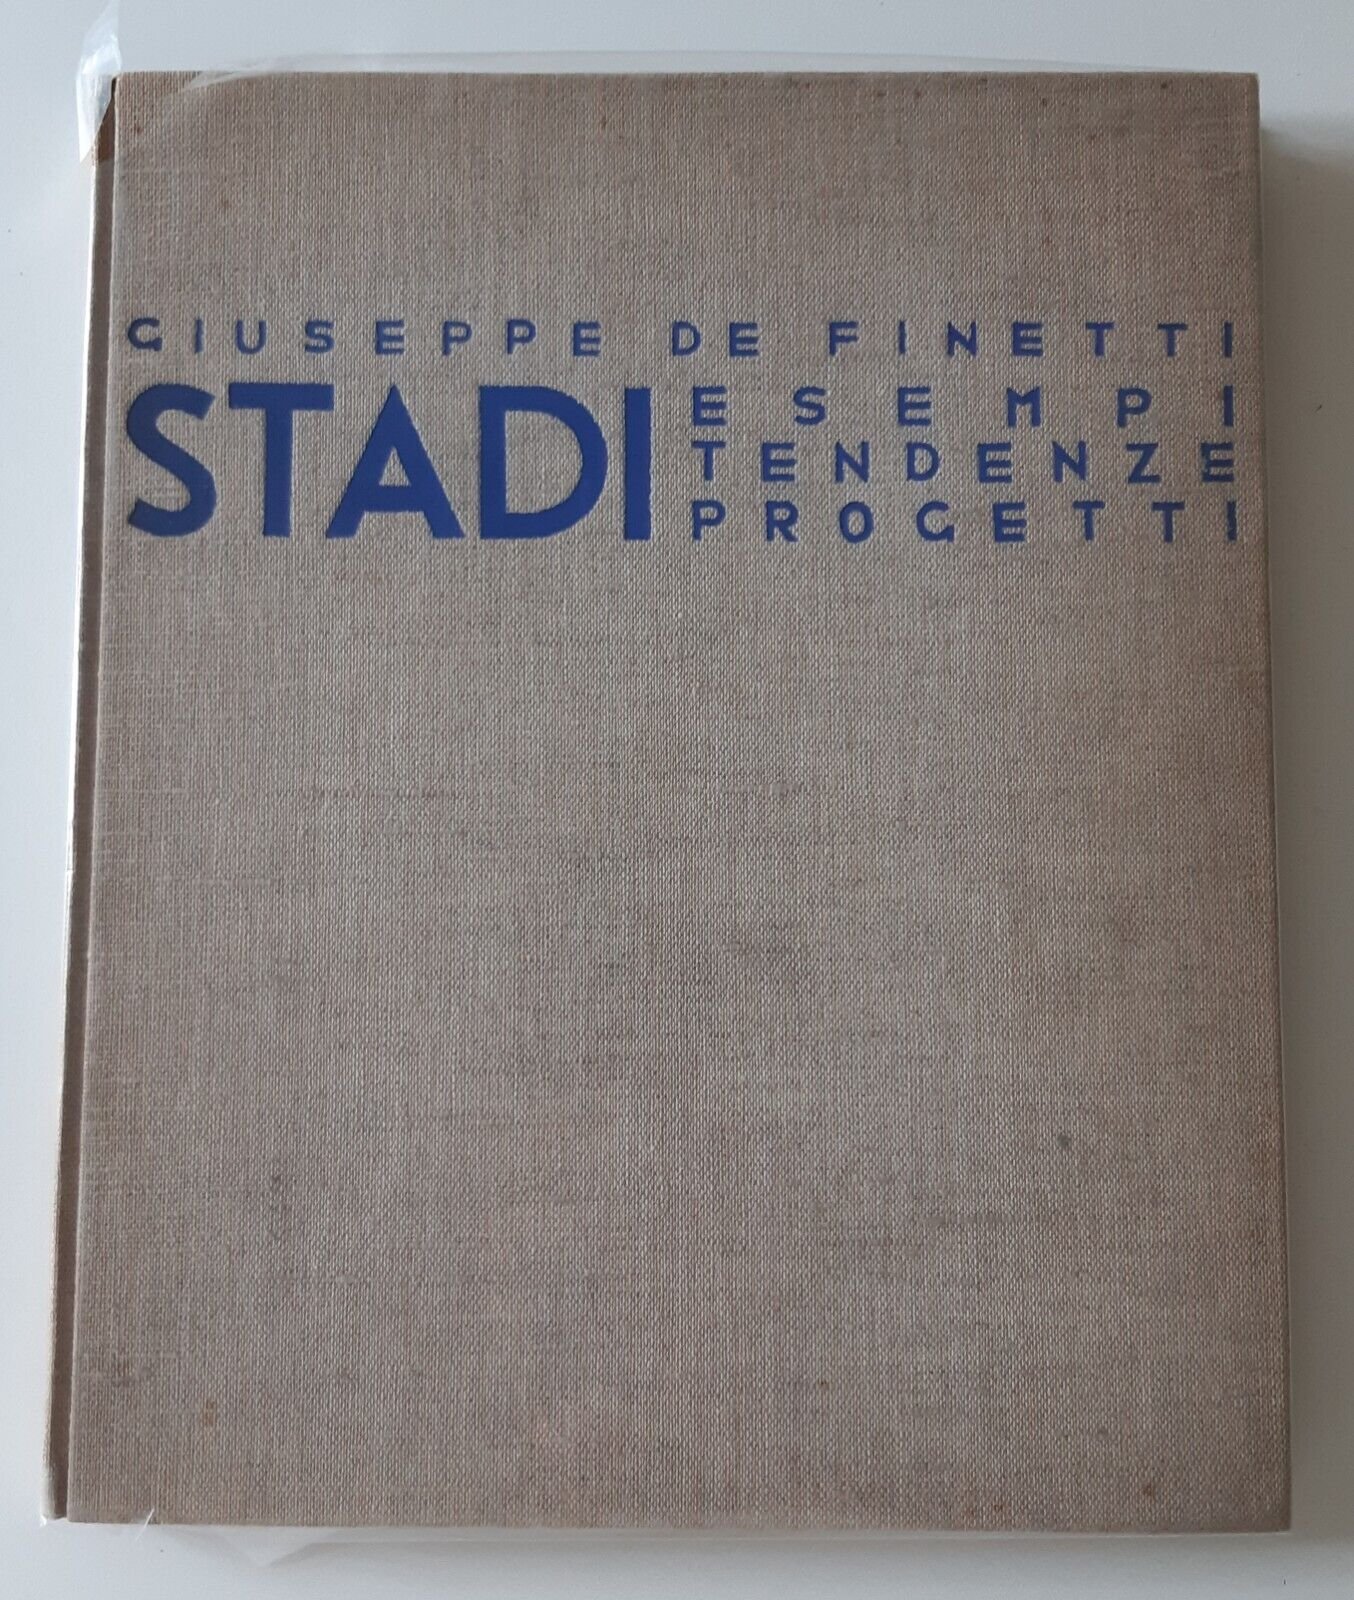 GIUSEPPE DE FINETTI
STADI
ESEMPI
TENDENZE
PROGETTI